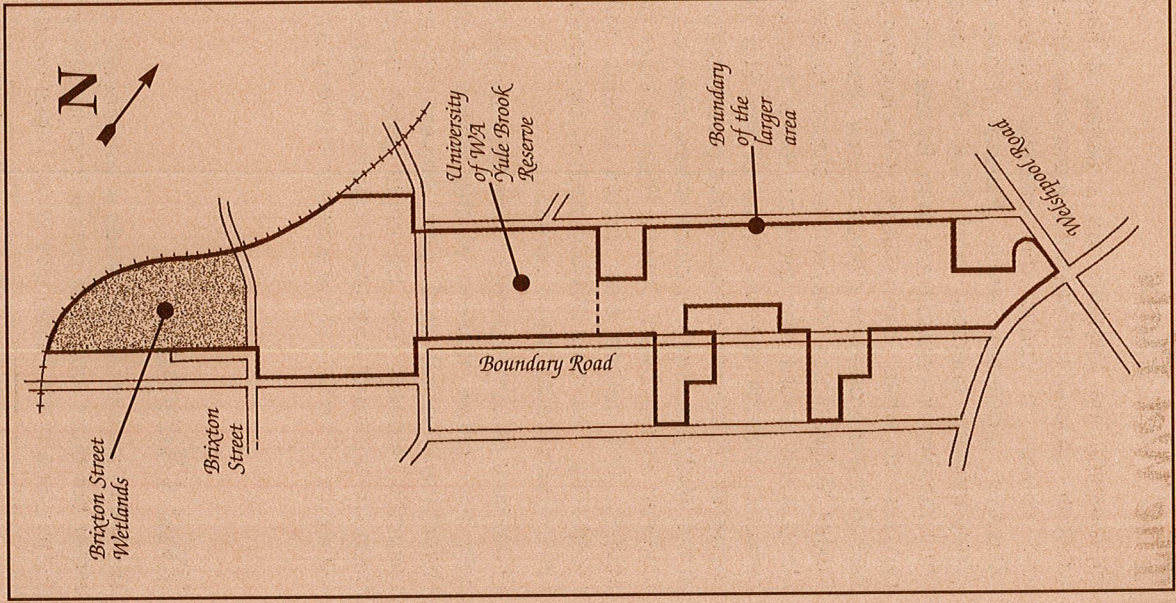 N
University
of WA
Yule Brook
Reserve
Boundary
of the
larger
area
Welshpool Road
Boundary Road
Brixton
Street
Brixton Street
Wetlands